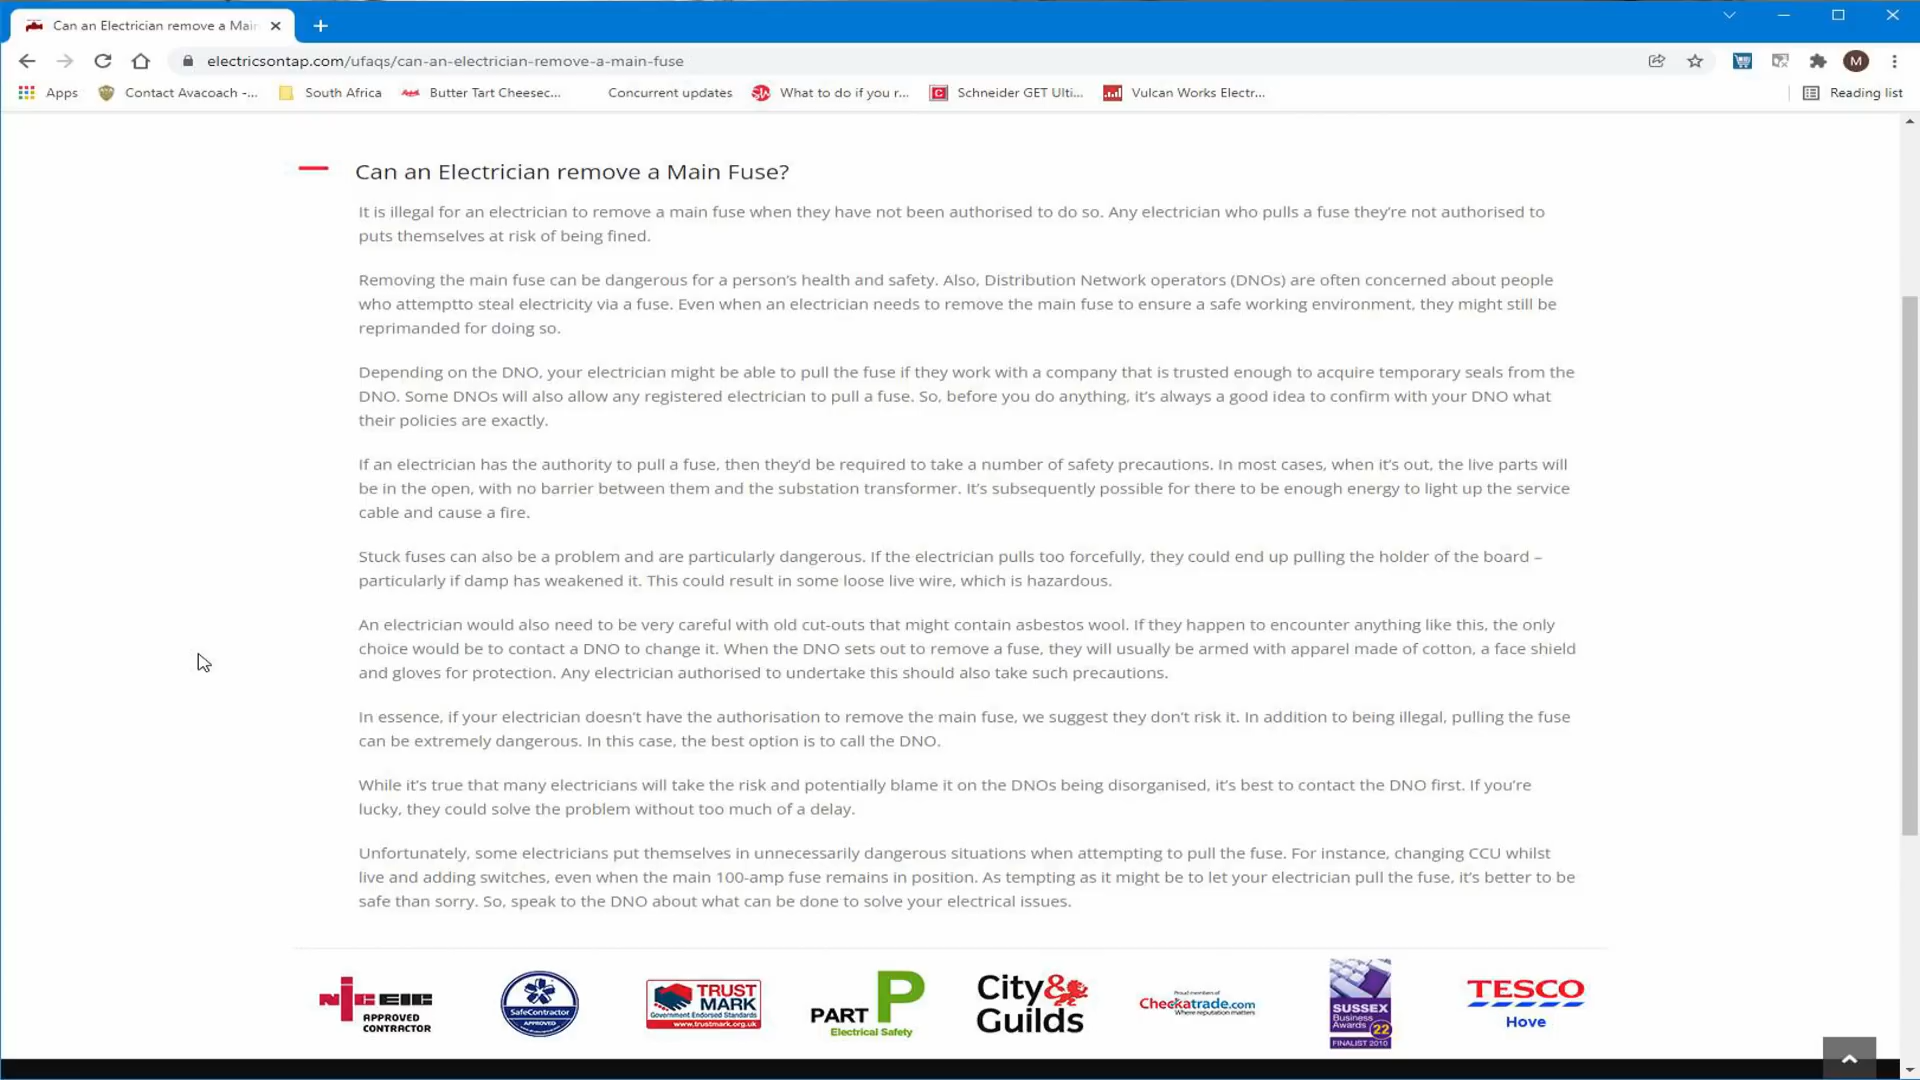 Can an Electrician remove a Mai
electricsontap.com/ufaqs/can-an-electrician-remove-a-main-fuse
M
Apps
Contact Avacoach -...
South Africa
Butter Tart Cheesec...
Concurrent updates
What to do if you r...
Schneider GET Ulti...
Vulcan Works Electr...
Reading list
Can an Electrician remove a Main Fuse?
It is illegal for an electrician to remove a main fuse when they have not been authorised to do so. Any electrician who pulls a fuse they’re not authorised to
puts themselves at risk of being fined.
Removing the main fuse can be dangerous for a person’s health and safety. Also, Distribution Network operators (DNOs) are often concerned about people
who attemptto steal electricity via a fuse. Even when an electrician needs to remove the main fuse to ensure a safe working environment, they might still be
reprimanded for doing so.
Depending on the DNO, your electrician might be able to pull the fuse if they work with a company that is trusted enough to acquire temporary seals from the
DNO. Some DNOs will also allow any registered electrician to pull a fuse. So, before you do anything, it’s always a good idea to confirm with your DNO what
their policies are exactly.
If an electrician has the authority to pull a fuse, then they’d be required to take a number of safety precautions. In most cases, when it’s out, the live parts will
be in the open, with no barrier between them and the substation transformer. It’s subsequently possible for there to be enough energy to light up the service
cable and cause a fire.
Stuck fuses can also be a problem and are particularly dangerous. If the electrician pulls too forcefully, they could end up pulling the holder of the board –
particularly if damp has weakened it. This could result in some loose live wire, which is hazardous.
An electrician would also need to be very careful with old cut-outs that might contain asbestos wool. If they happen to encounter anything like this, the only
choice would be to contact a DNO to change it. When the DNO sets out to remove a fuse, they will usually be armed with apparel made of cotton, a face shield
and gloves for protection. Any electrician authorised to undertake this should also take such precautions.
In essence, if your electrician doesn’t have the authorisation to remove the main fuse, we suggest they don’t risk it. In addition to being illegal, pulling the fuse
can be extremely dangerous. In this case, the best option is to call the DNO.
While it’s true that many electricians will take the risk and potentially blame it on the DNOs being disorganised, it’s best to contact the DNO first. If you’re
lucky, they could solve the problem without too much of a delay.
Unfortunately, some electricians put themselves in unnecessarily dangerous situations when attempting to pull the fuse. For instance, changing CCU whilst
live and adding switches, even when the main 100-amp fuse remains in position. As tempting as it might be to let your electrician pull the fuse, it’s better to be
safe than sorry. So, speak to the DNO about what can be done to solve your electrical issues.
NICEIC
APPROVED
CONTRACTOR
SafeContractor
APPROVED
TRUST
MARK
Government Endorsed Standards
www.trustmark.org.uk
PART P
Electrical Safety
City&
Guilds
Proud members of
Checkatrade.com
Where reputation matters
SUSSEX
Business
Awards 22
FINALIST 2010
TESCO
Hove